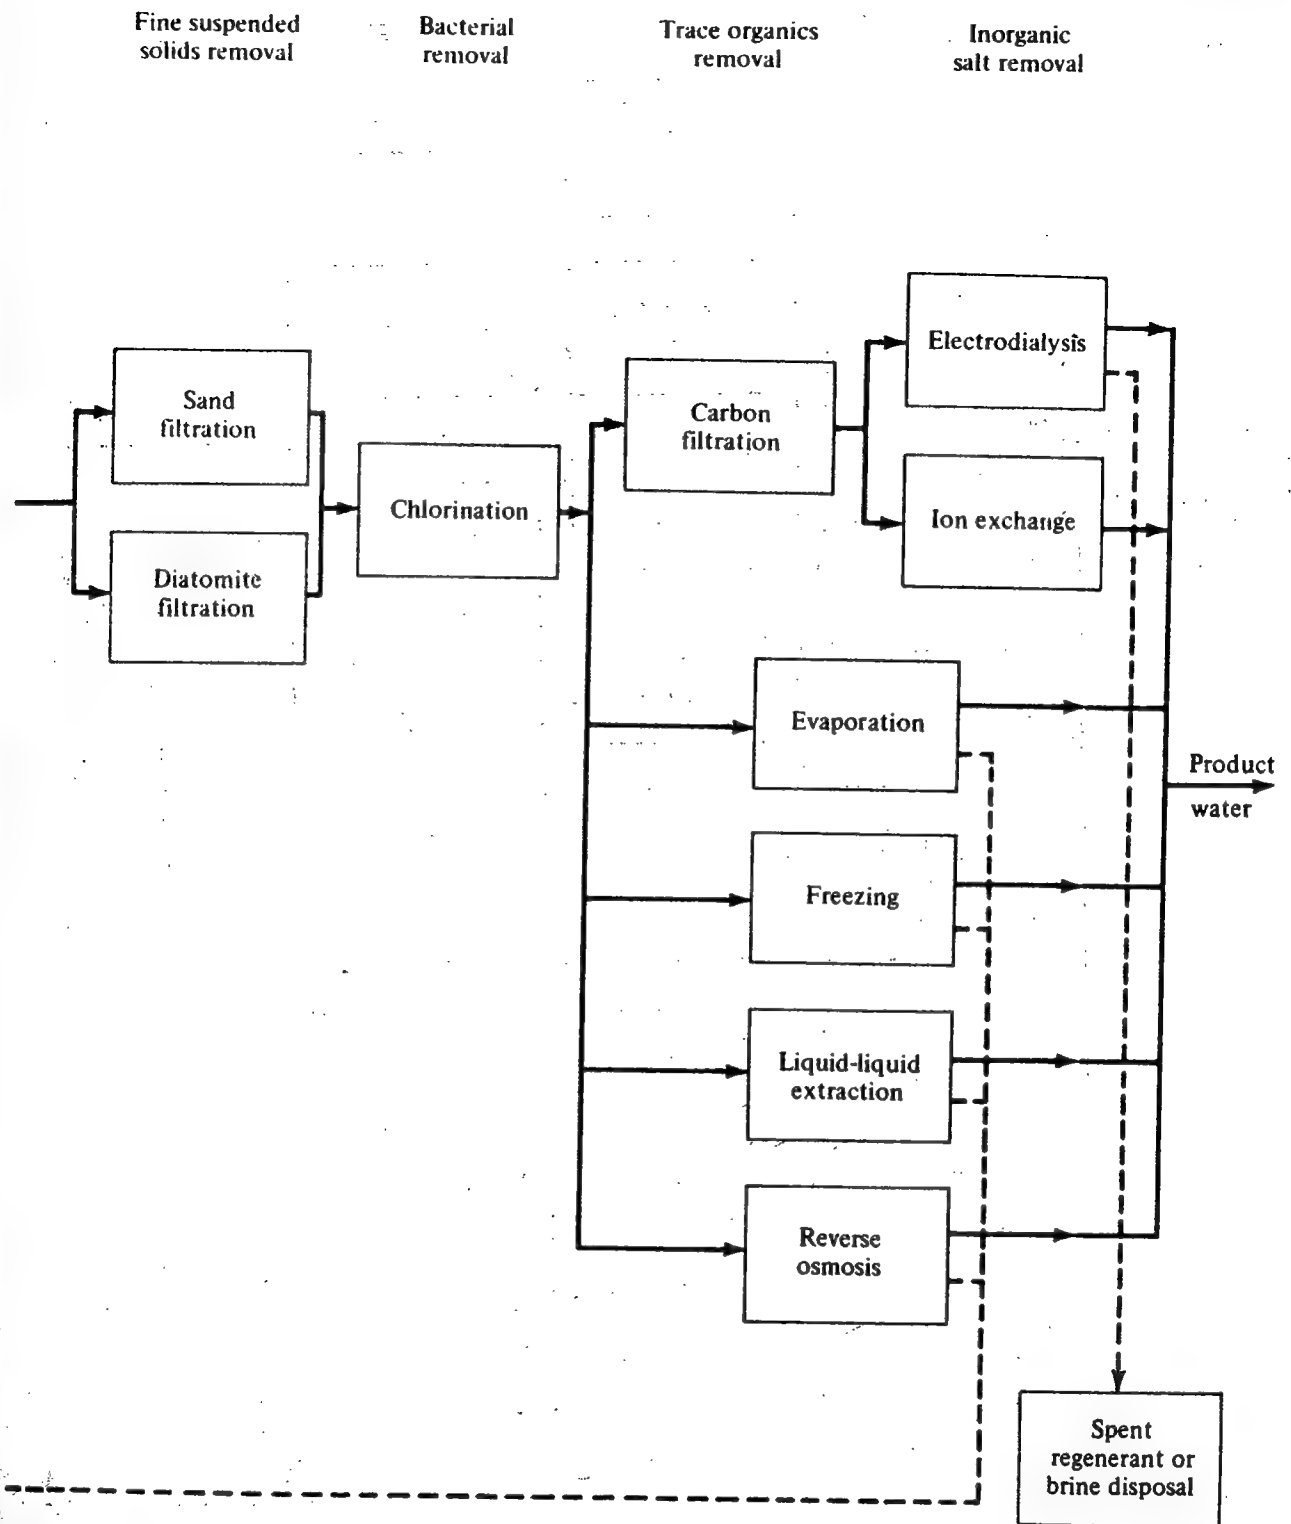 Fine suspended
solids removal
Bacterial
removal
Trace organics
removal
Inorganic
salt removal
Sand
filtration
Diatomite
filtration
Chlorination
Carbon
filtration
Electrodialysis
Ion exchange
Evaporation
Freezing
Liquid-liquid
extraction
Reverse
osmosis
Product
water
Spent
regenerant or
brine disposal